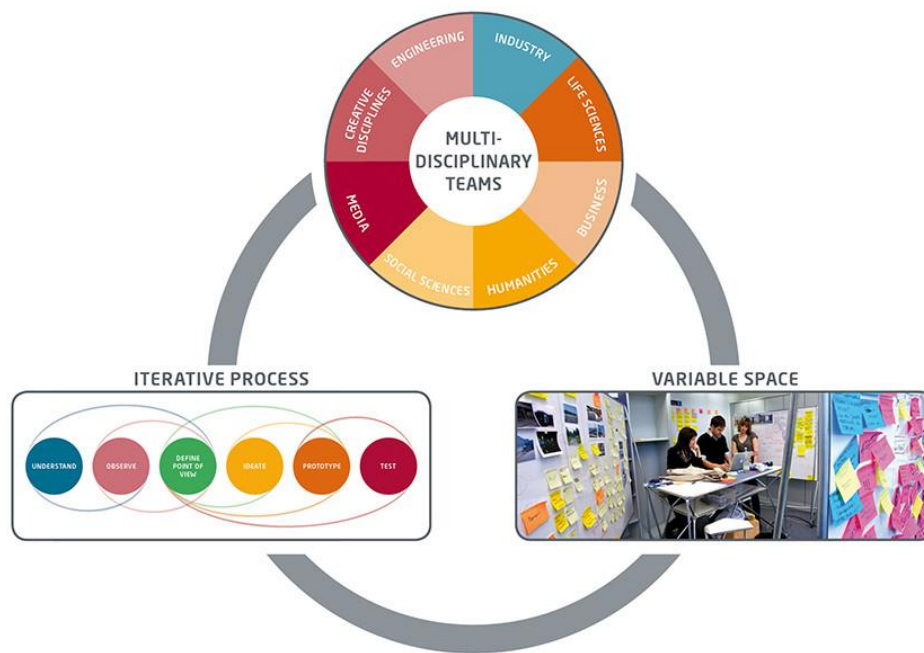 ENGINEERING
INDUSTRY
CREATIVE
DISCIPLINES
LIFE SCIENCES
MULTI-
DISCIPLINARY
TEAMS
MEDIA
BUSINESS
SOCIAL SCIENCES
HUMANITIES
ITERATIVE PROCESS
VARIABLE SPACE
UNDERSTAND
OBSERVE
DEFINE
POINT OF
VIEW
IDEATE
PROTOTYPE
TEST